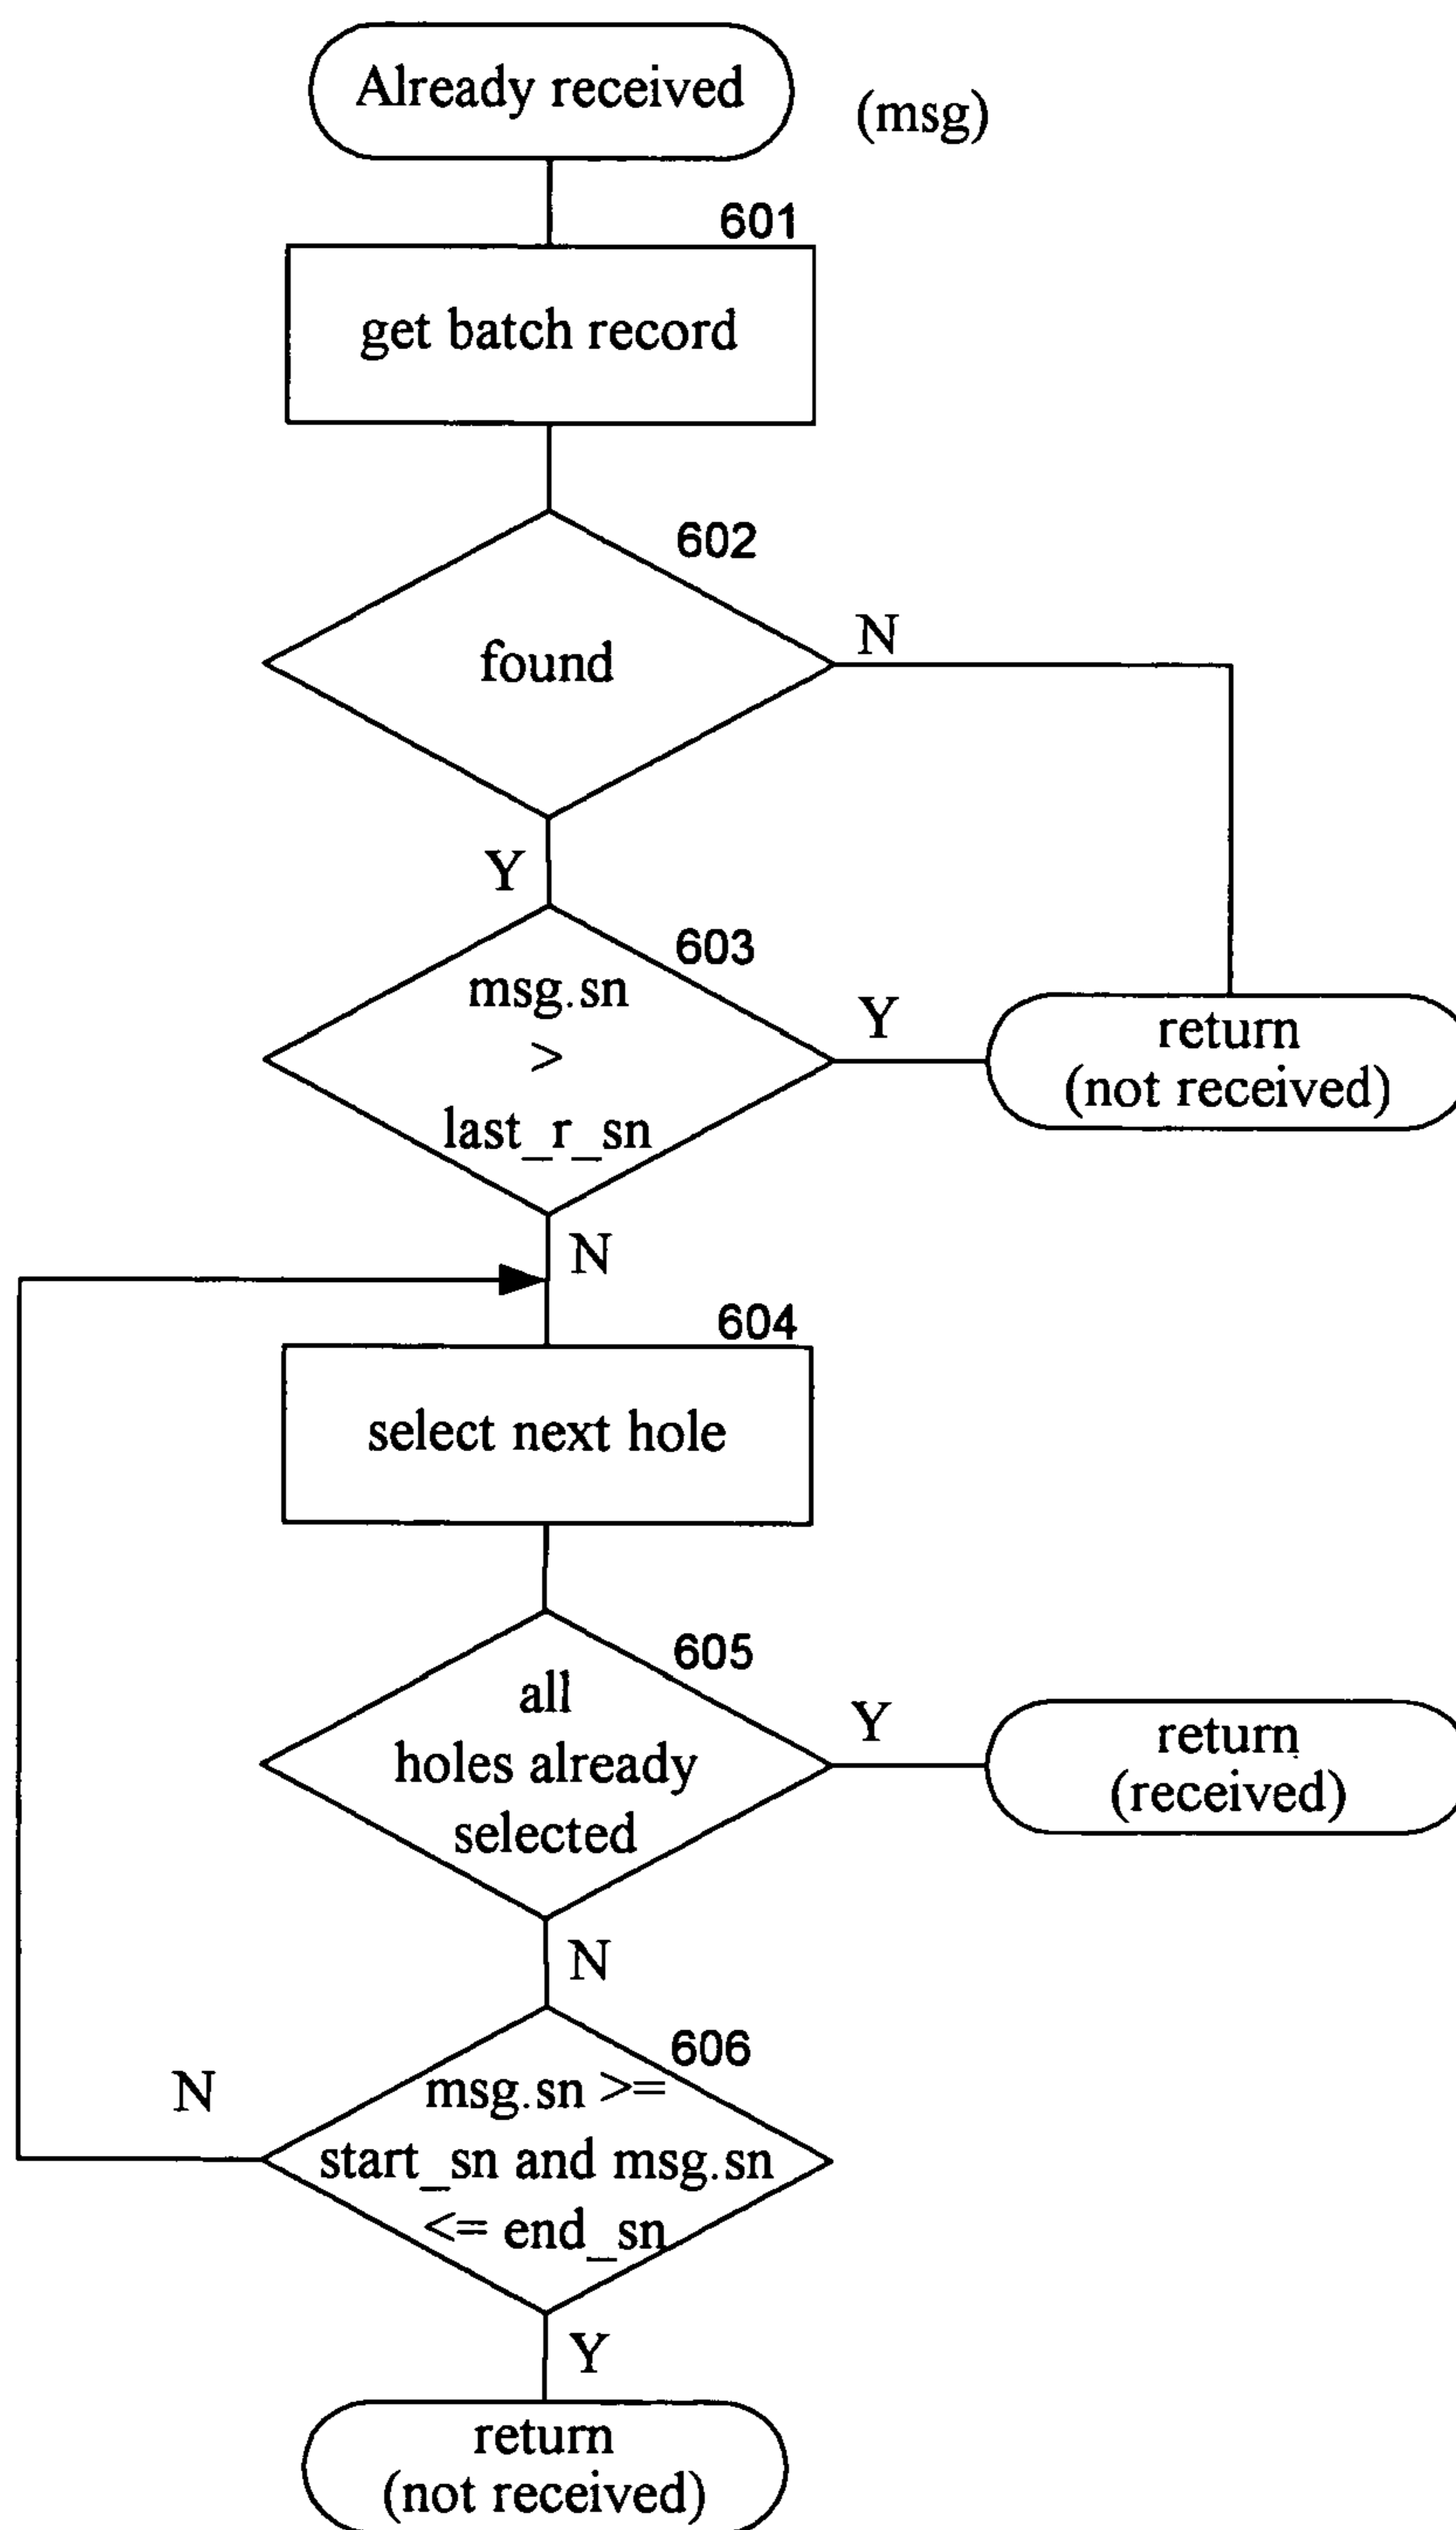 Already received
(msg)
601
get batch record
602
found
N
Y
603
msg.sn
>
last_r_sn
Y
return
(not received)
N
604
select next hole
605
all
holes already
selected
Y
return
(received)
N
606
msg.sn >=
start_sn and msg.sn
<= end_sn
N
Y
return
(not received)